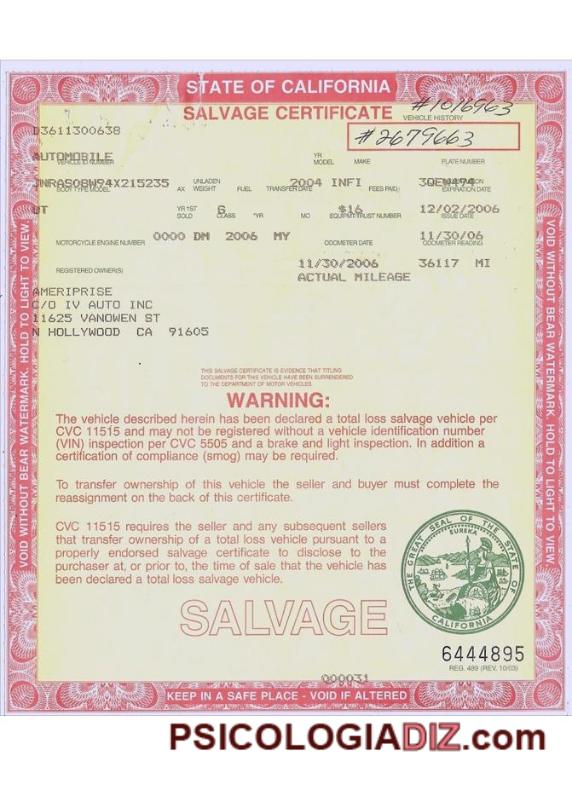 STATE OF CALIFORNIA
SALVAGE CERTIFICATE
#1076963
VEHICLE HISTORY
#2679663
D3611300638
AUTOMOBILE
VEHICLE ID NUMBER
YR MODEL MAKE PLATE NUMBER
JNRAS08W94X215235 2004 INFI 3QEW494
BODY TYPE MODEL AX UNLADEN WEIGHT FUEL TRANSFER DATE FEES PAID EXPIRATION DATE
UT 6 $16 12/02/2006
YR 1ST SOLD CLASS *YR MO EQUIPMT/TRUST NUMBER ISSUE DATE
0000 DM 2006 MY 11/30/06
MOTORCYCLE ENGINE NUMBER ODOMETER DATE ODOMETER READING
11/30/2006 36117 MI
REGISTERED OWNER(S)
ACTUAL MILEAGE
AMERIPRISE
C/O IV AUTO INC
11625 VANOWEN ST
N HOLLYWOOD CA 91605
THIS SALVAGE CERTIFICATE IS EVIDENCE THAT TITLING
DOCUMENTS FOR THIS VEHICLE HAVE BEEN SURRENDERED
TO THE DEPARTMENT OF MOTOR VEHICLES.
WARNING:
The vehicle described herein has been declared a total loss salvage vehicle per
CVC 11515 and may not be registered without a vehicle identification number
(VIN) inspection per CVC 5505 and a brake and light inspection. In addition a
certification of compliance (smog) may be required.
To transfer ownership of this vehicle the seller and buyer must complete the
reassignment on the back of this certificate.
CVC 11515 requires the seller and any subsequent sellers
that transfer ownership of a total loss vehicle pursuant to a
properly endorsed salvage certificate to disclose to the
purchaser at, or prior to, the time of sale that the vehicle has
been declared a total loss salvage vehicle.
THE GREAT SEAL OF THE STATE OF CALIFORNIA
EUREKA
SALVAGE
6444895
REG. 489 (REV. 10/03)
000031
KEEP IN A SAFE PLACE - VOID IF ALTERED
VOID WITHOUT BEAR WATERMARK. HOLD TO LIGHT TO VIEW
VOID WITHOUT BEAR WATERMARK. HOLD TO LIGHT TO VIEW
PSICOLOGIADIZ.com